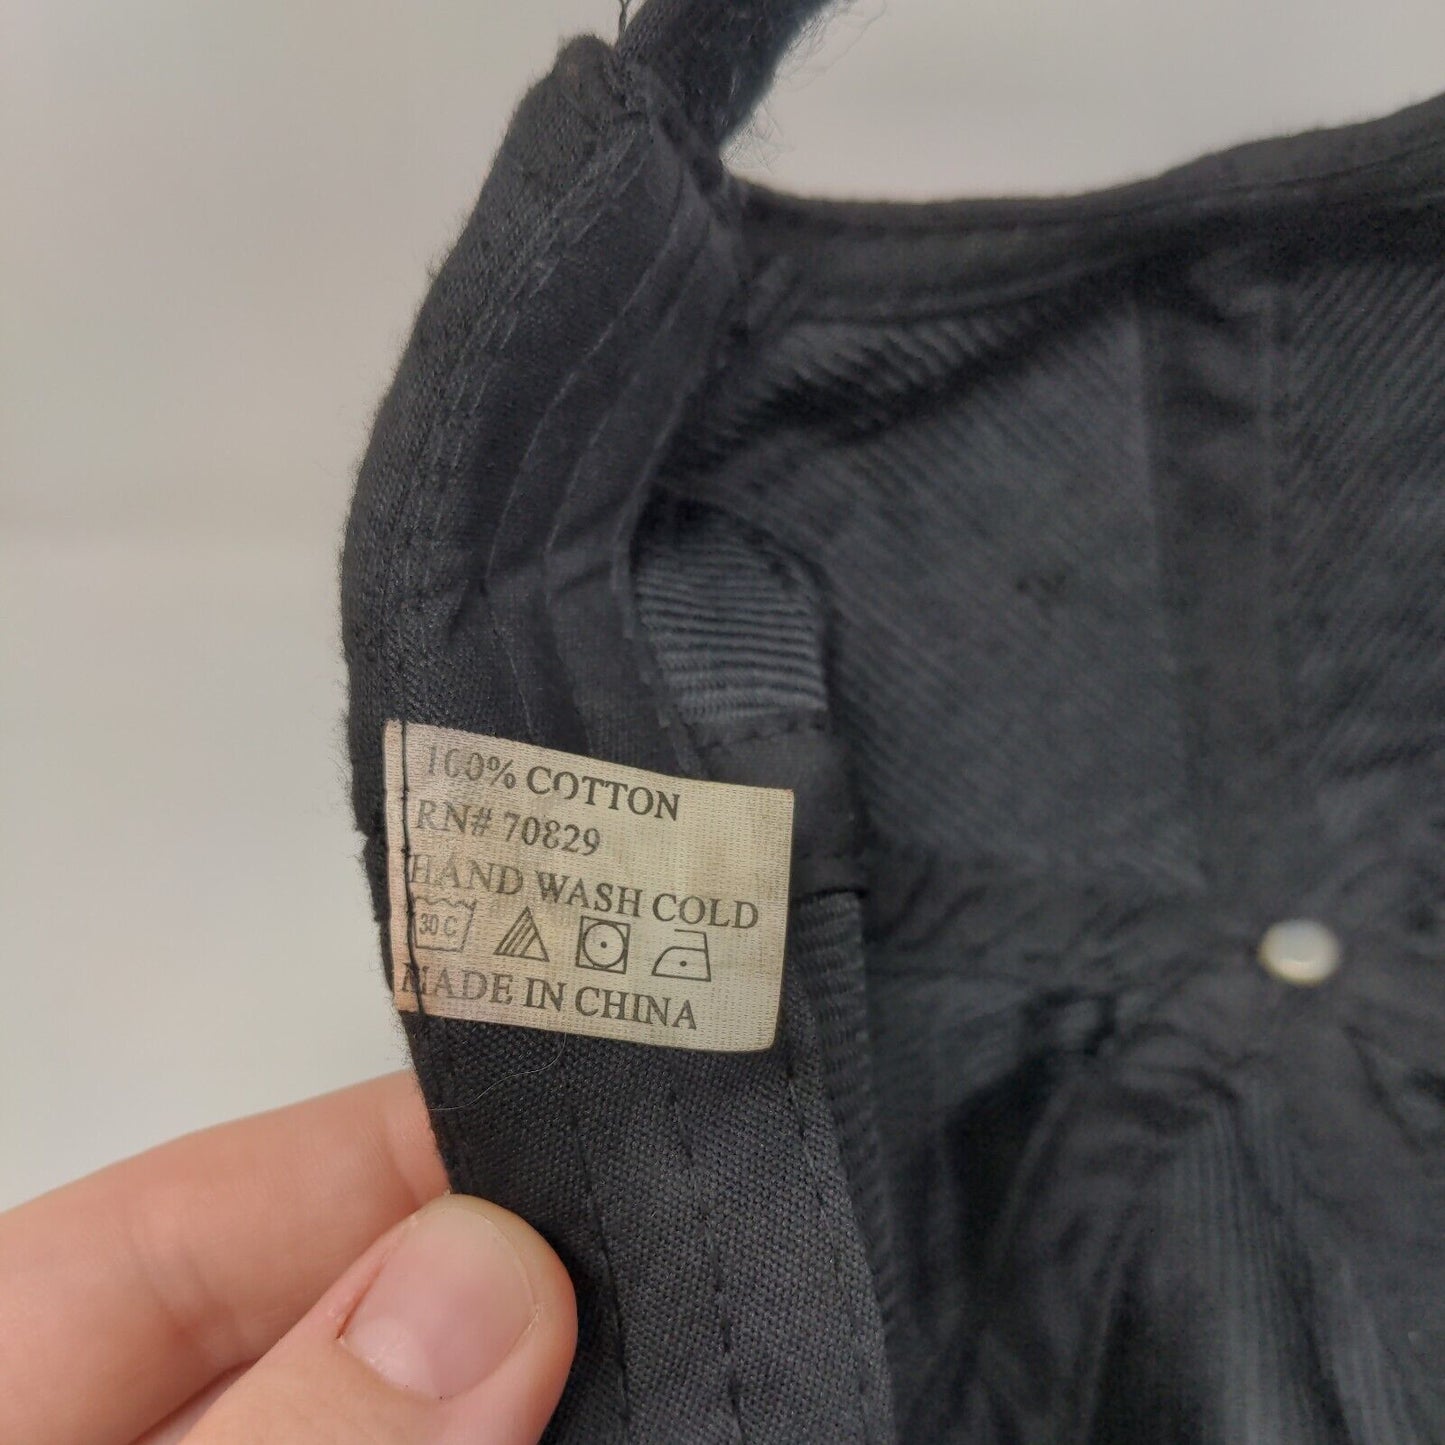 100% COTTON
RN# 70829
HAND WASH COLD
30 C
MADE IN CHINA